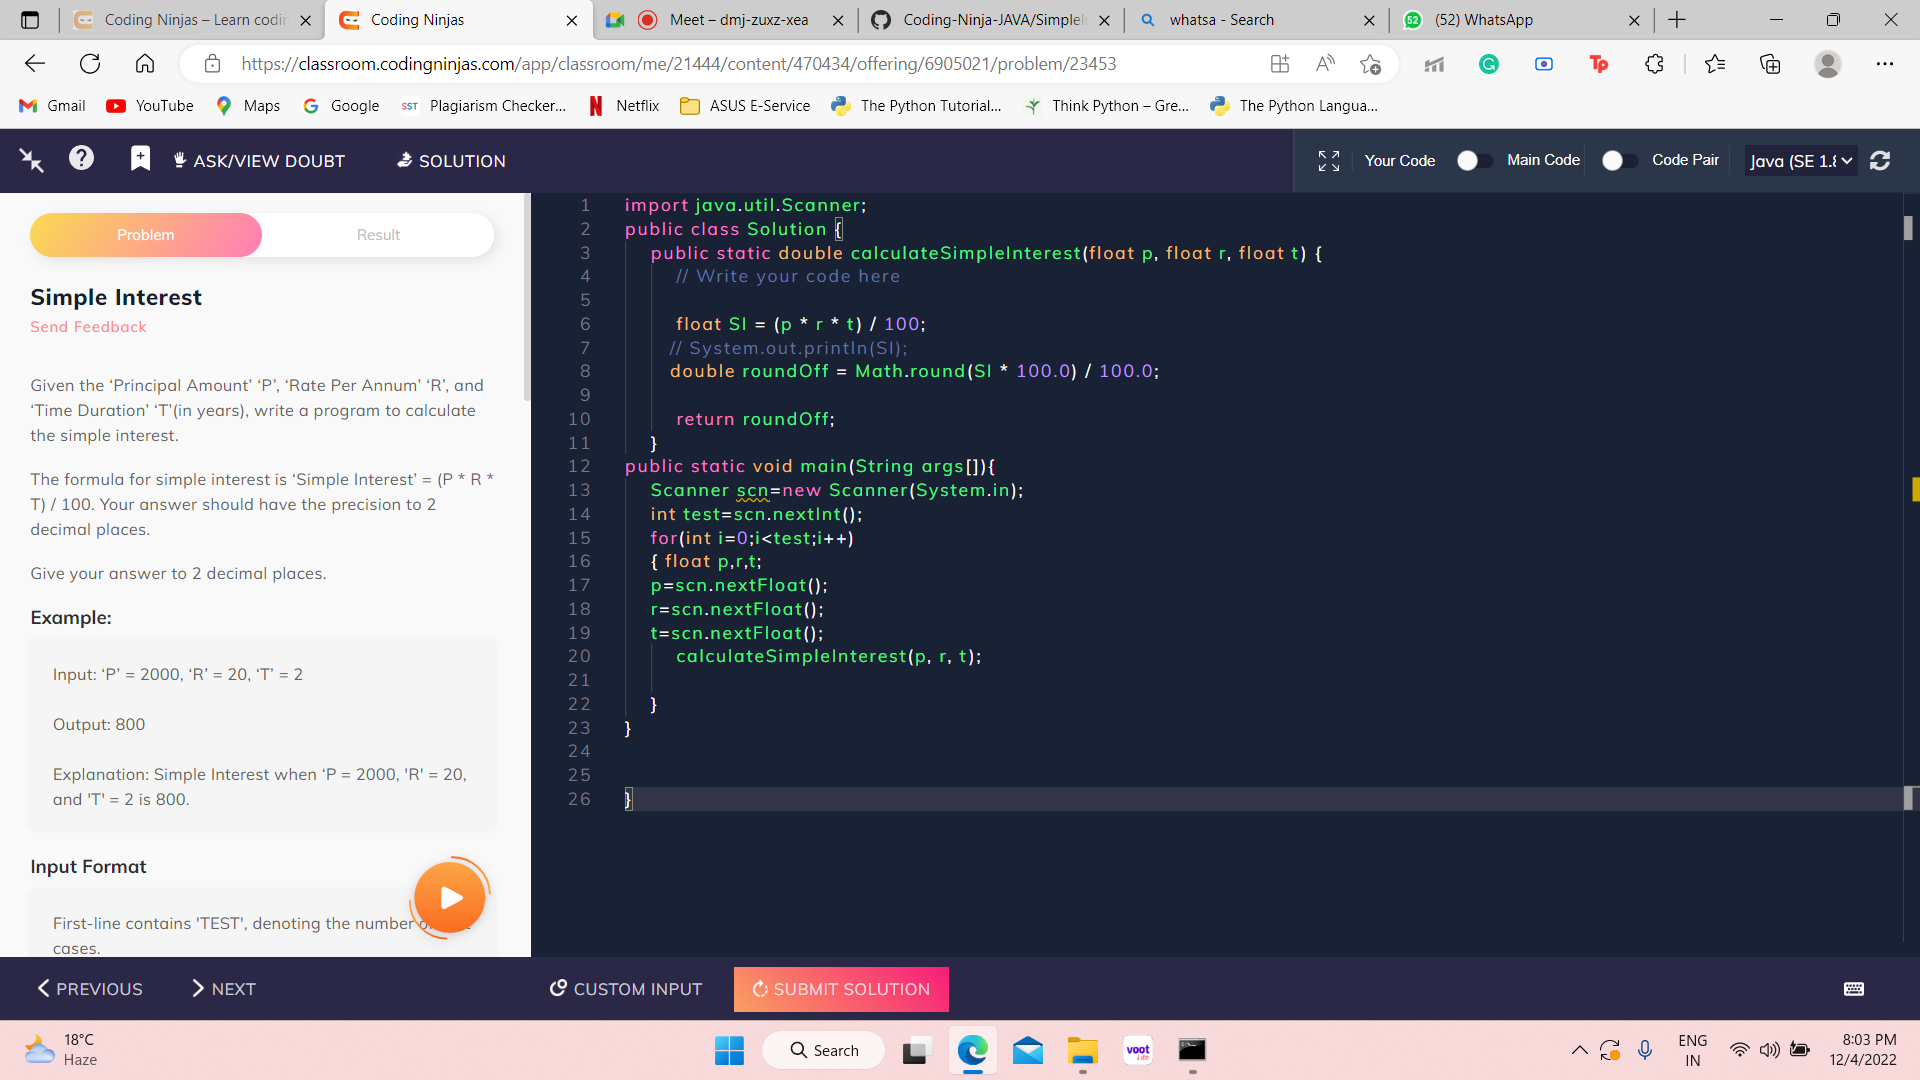 Coding Ninjas – Learn codin
Coding Ninjas
Meet – dmj-zuxz-xea
Coding-Ninja-JAVA/SimpleI
whatsa - Search
52
(52) WhatsApp
https://classroom.codingninjas.com/app/classroom/me/21444/content/470434/offering/6905021/problem/23453
Gmail
YouTube
Maps
Google
SST
Plagiarism Checker...
Netflix
ASUS E-Service
The Python Tutorial...
Think Python – Gre...
The Python Langua...
ASK/VIEW DOUBT
SOLUTION
Your Code
Main Code
Code Pair
Java (SE 1.8
Problem
Result
Simple Interest
Send Feedback
Given the ‘Principal Amount’ ‘P’, ‘Rate Per Annum’ ‘R’, and
‘Time Duration’ ‘T’(in years), write a program to calculate
the simple interest.
The formula for simple interest is ‘Simple Interest’ = (P * R *
T) / 100. Your answer should have the precision to 2
decimal places.
Give your answer to 2 decimal places.
Example:
Input: ‘P’ = 2000, ‘R’ = 20, ‘T’ = 2
Output: 800
Explanation: Simple Interest when ‘P = 2000, 'R' = 20,
and 'T' = 2 is 800.
Input Format
First-line contains 'TEST', denoting the number
cases.
1 import java.util.Scanner;
2 public class Solution {
3 public static double calculateSimpleInterest(float p, float r, float t) {
4 // Write your code here
5
6 float SI = (p * r * t) / 100;
7 // System.out.println(SI);
8 double roundOff = Math.round(SI * 100.0) / 100.0;
9
10 return roundOff;
11 }
12 public static void main(String args[]){
13 Scanner scn=new Scanner(System.in);
14 int test=scn.nextInt();
15 for(int i=0;i<test;i++)
16 { float p,r,t;
17 p=scn.nextFloat();
18 r=scn.nextFloat();
19 t=scn.nextFloat();
20 calculateSimpleInterest(p, r, t);
21
22 }
23 }
24
25
26 }
PREVIOUS
NEXT
CUSTOM INPUT
SUBMIT SOLUTION
18°C
Haze
Search
voot
Lite
ENG
IN
8:03 PM
12/4/2022